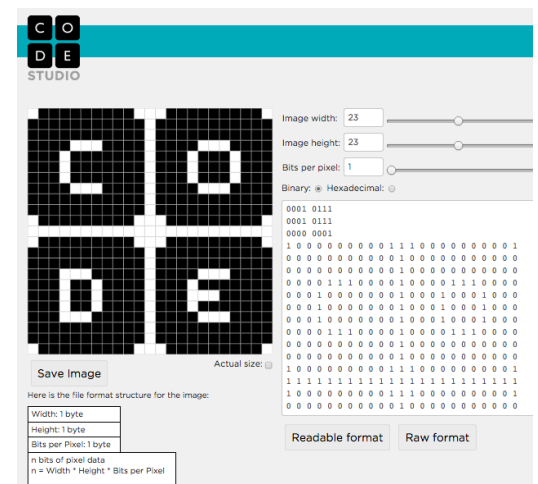 C O
D E
STUDIO
Image width: 23
Image height: 23
Bits per pixel: 1
Binary: Hexadecimal:
0001 0111
0001 0111
0000 0001
1 0 0 0 0 0 0 0 0 0 1 1 1 0 0 0 0 0 0 0 0 0 1
0 0 0 0 0 0 0 0 0 0 0 1 0 0 0 0 0 0 0 0 0 0 0
0 0 0 0 0 0 0 0 0 0 0 1 0 0 0 0 0 0 0 0 0 0 0
0 0 0 0 1 1 1 0 0 0 0 1 0 0 0 0 1 1 1 0 0 0 0
0 0 0 1 0 0 0 0 0 0 0 1 0 0 0 1 0 0 0 1 0 0 0
0 0 0 1 0 0 0 0 0 0 0 1 0 0 0 1 0 0 0 1 0 0 0
0 0 0 1 0 0 0 0 0 0 0 1 0 0 0 1 0 0 0 1 0 0 0
0 0 0 0 1 1 1 0 0 0 0 1 0 0 0 0 1 1 1 0 0 0 0
0 0 0 0 0 0 0 0 0 0 0 1 0 0 0 0 0 0 0 0 0 0 0
0 0 0 0 0 0 0 0 0 0 0 1 0 0 0 0 0 0 0 0 0 0 0
1 0 0 0 0 0 0 0 0 0 1 1 1 0 0 0 0 0 0 0 0 0 1
1 1 1 1 1 1 1 1 1 1 1 1 1 1 1 1 1 1 1 1 1 1 1
1 0 0 0 0 0 0 0 0 0 1 1 1 0 0 0 0 0 0 0 0 0 1
0 0 0 0 0 0 0 0 0 0 0 1 0 0 0 0 0 0 0 0 0 0 0
C O
D E
Actual size:
Save Image
Here is the file format structure for the image:
Width: 1 byte
Height: 1 byte
Bits per Pixel: 1 byte
n bits of pixel data
n = Width * Height * Bits per Pixel
Readable format Raw format